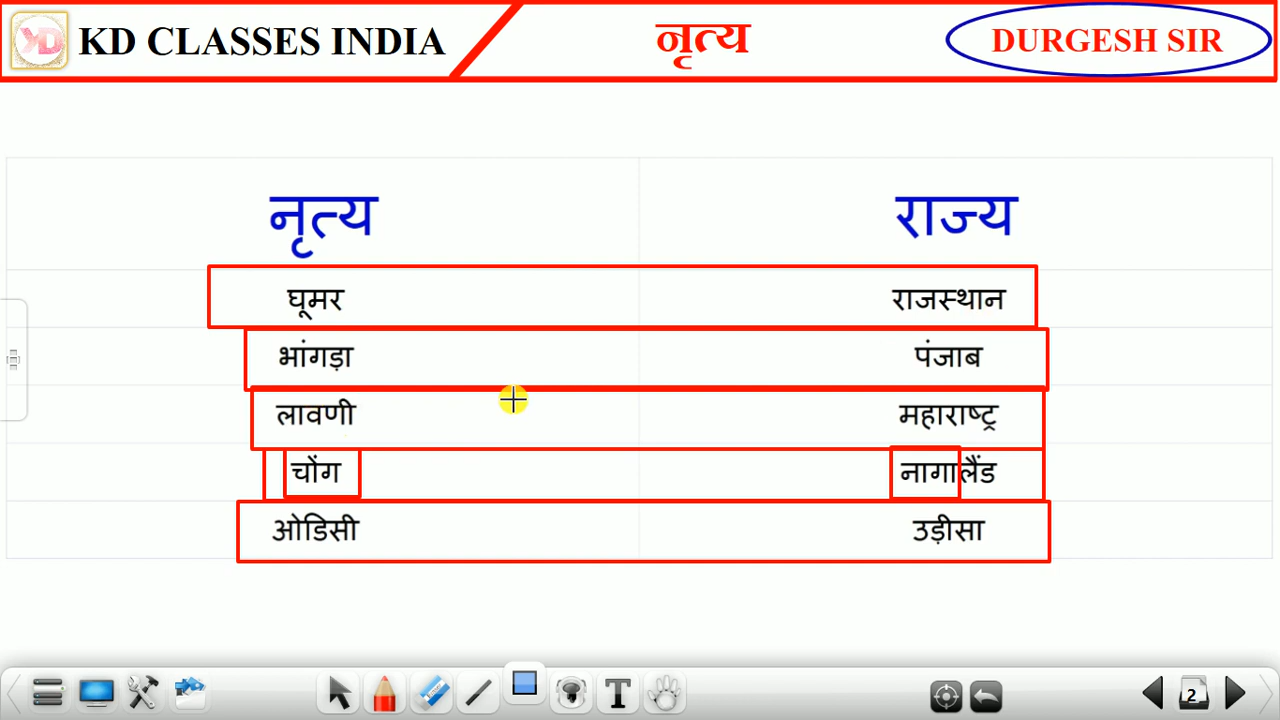 KD CLASSES INDIA नृत्य DURGESH SIR
नृत्य राज्य
घूमर राजस्थान
भांगड़ा पंजाब
लावणी महाराष्ट्र
चोंग नागालैंड
ओडिसी उड़ीसा
T 2